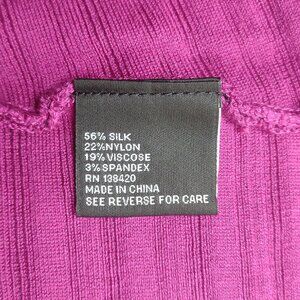 56% SILK
22%NYLON
19% VISCOSE
3% SPANDEX
RN 138420
MADE IN CHINA
SEE REVERSE FOR CARE